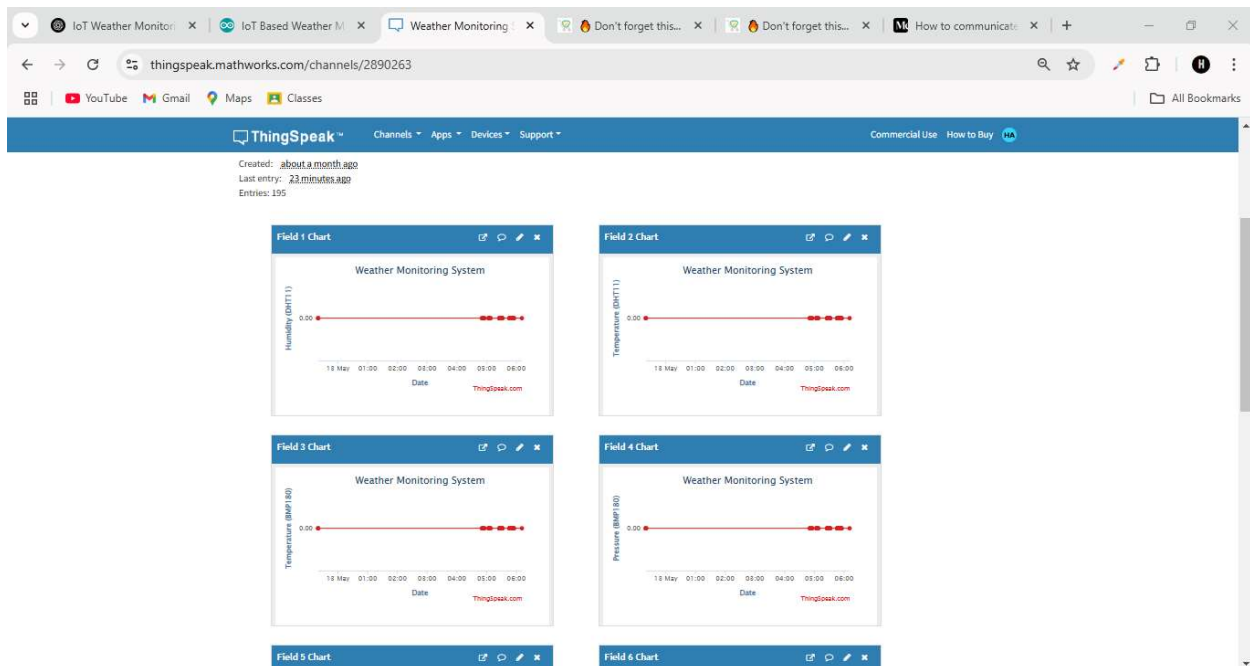 IoT Weather Monitori
IoT Based Weather M
Weather Monitoring S
Don't forget this...
Don't forget this...
How to communicate
thingspeak.mathworks.com/channels/2890263
YouTube
Gmail
Maps
Classes
All Bookmarks
ThingSpeak™
Channels
Apps
Devices
Support
Commercial Use
How to Buy
HA
Created: about a month ago
Last entry: 23 minutes ago
Entries: 195
Field 1 Chart
Weather Monitoring System
Humidity (DHT11)
0.00
18 May 01:00 02:00 03:00 04:00 05:00 06:00
Date
ThingSpeak.com
Field 2 Chart
Weather Monitoring System
Temperature (DHT11)
0.00
18 May 01:00 02:00 03:00 04:00 05:00 06:00
Date
ThingSpeak.com
Field 3 Chart
Weather Monitoring System
Temperature (BMP180)
0.00
18 May 01:00 02:00 03:00 04:00 05:00 06:00
Date
ThingSpeak.com
Field 4 Chart
Weather Monitoring System
Pressure (BMP180)
0.00
18 May 01:00 02:00 03:00 04:00 05:00 06:00
Date
ThingSpeak.com
Field 5 Chart
Field 6 Chart